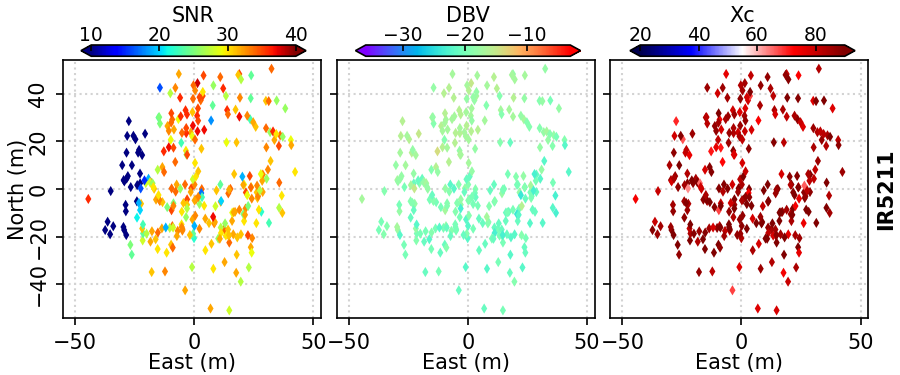 SNR DBV Xc
10 20 30 40 −30 −20 −10 20 40 60 80
40
20
0
−20
−40
North (m)
−50 0 50 −50 0 50 −50 0 50
East (m) East (m) East (m)
IR5211